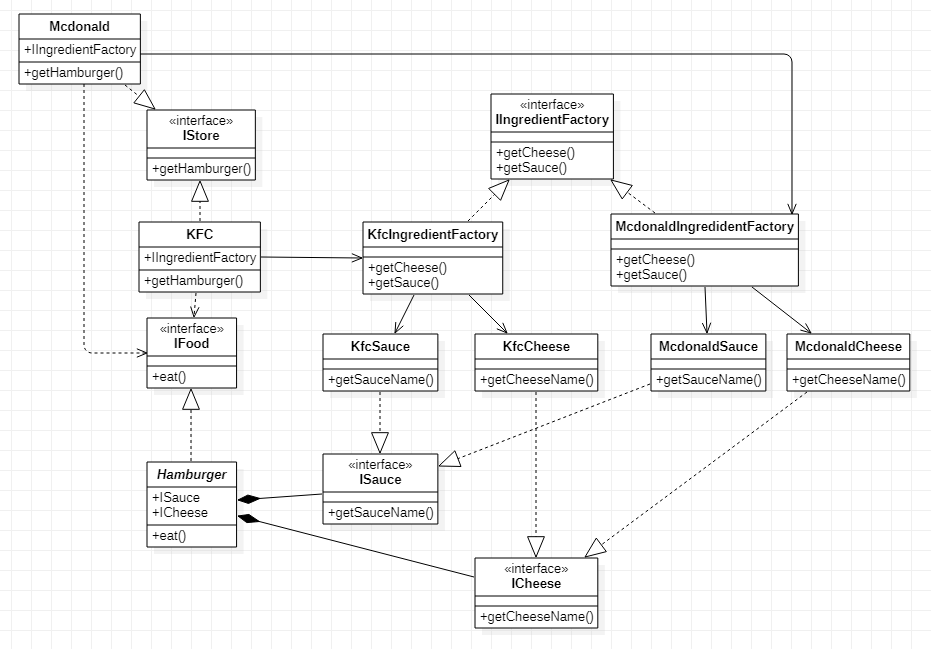 Mcdonald
+IIngredientFactory
+getHamburger()
«interface»
IStore
+getHamburger()
«interface»
IIngredientFactory
+getCheese()
+getSauce()
KFC
+IIngredientFactory
+getHamburger()
KfcIngredientFactory
+getCheese()
+getSauce()
McdonaldIngredidentFactory
+getCheese()
+getSauce()
«interface»
IFood
+eat()
KfcSauce
+getSauceName()
KfcCheese
+getCheeseName()
McdonaldSauce
+getSauceName()
McdonaldCheese
+getCheeseName()
Hamburger
+ISauce
+ICheese
+eat()
«interface»
ISauce
+getSauceName()
«interface»
ICheese
+getCheeseName()